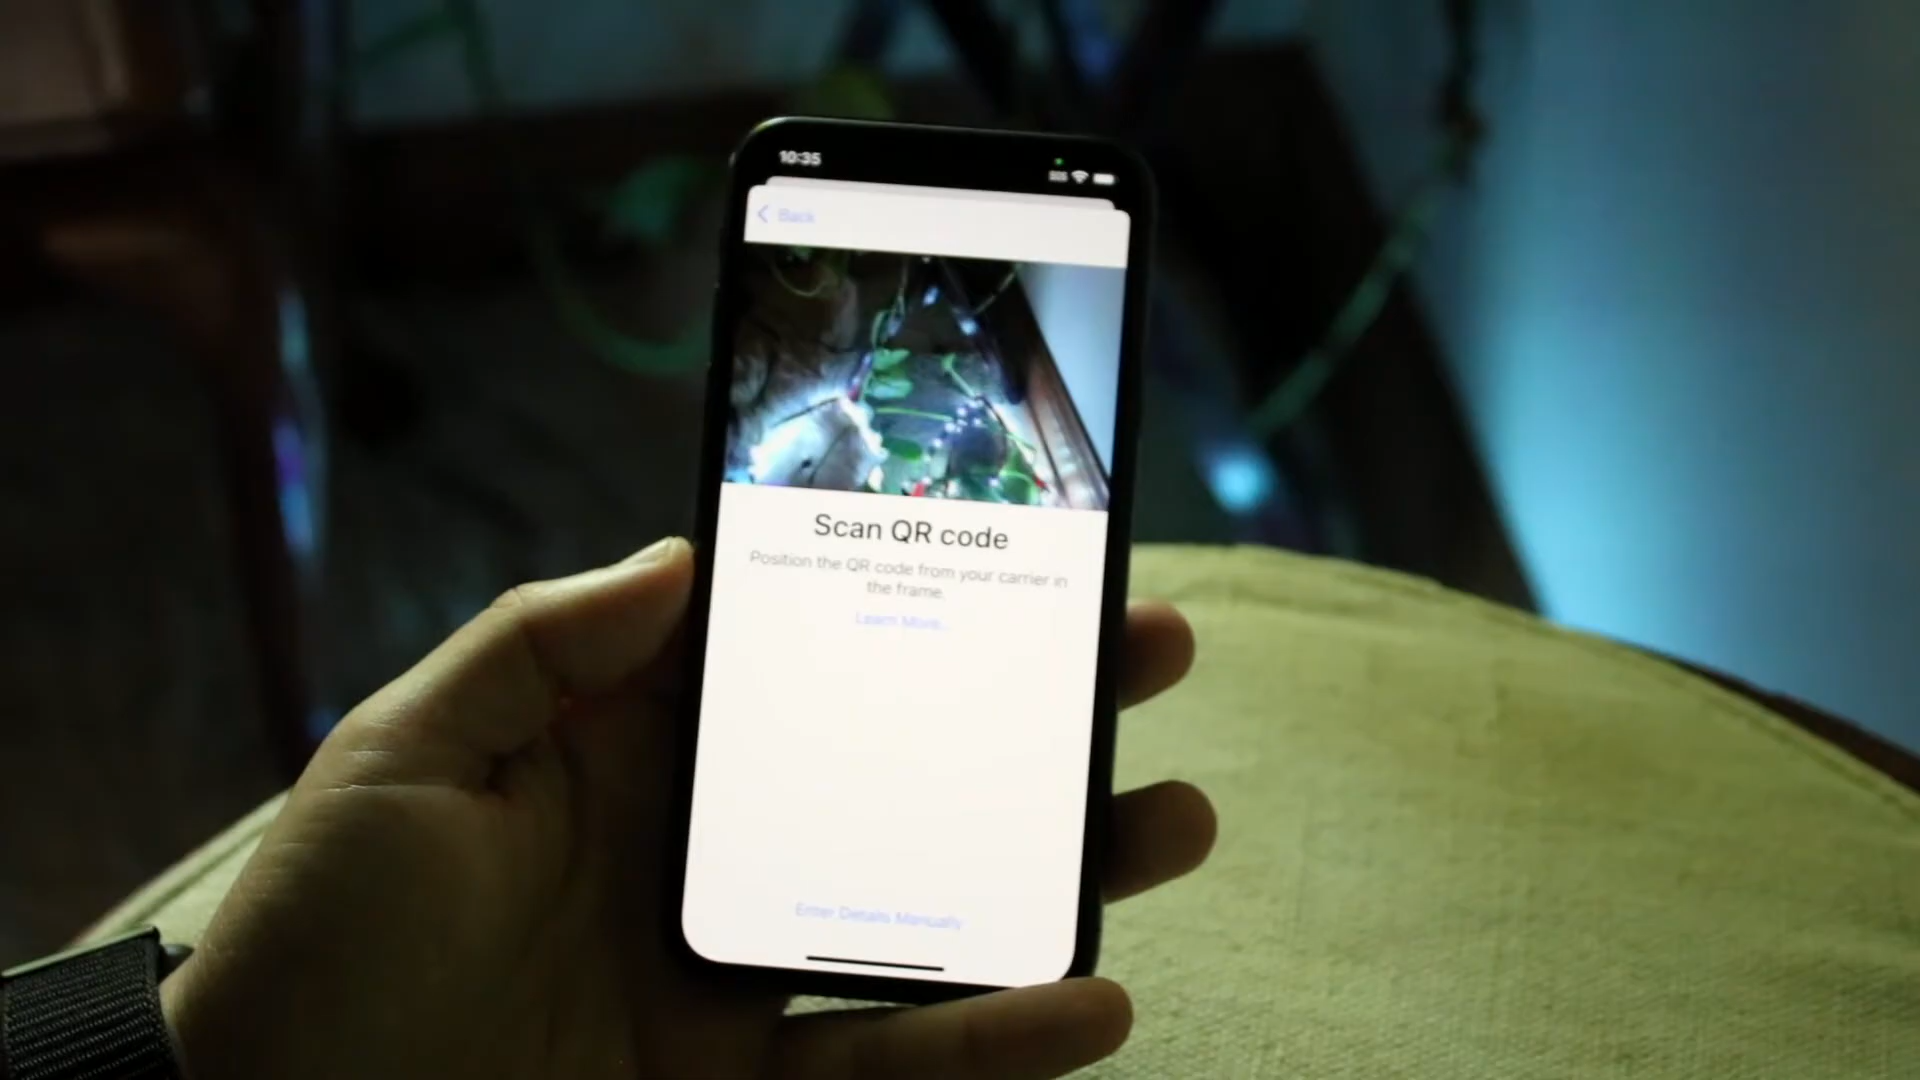 10:35
SOS
Back
Scan QR code
Position the QR code from your carrier in
the frame.
Learn More...
Enter Details Manually